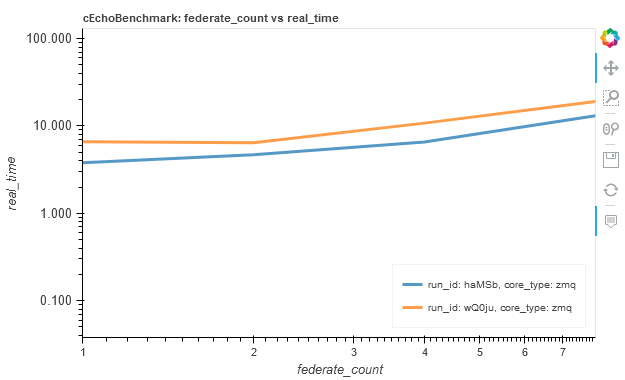 cEchoBenchmark: federate_count vs real_time
100.000
10.000
1.000
0.100
real_time
run_id: haMSb, core_type: zmq
run_id: wQ0ju, core_type: zmq
1 2 3 4 5 6 7
federate_count